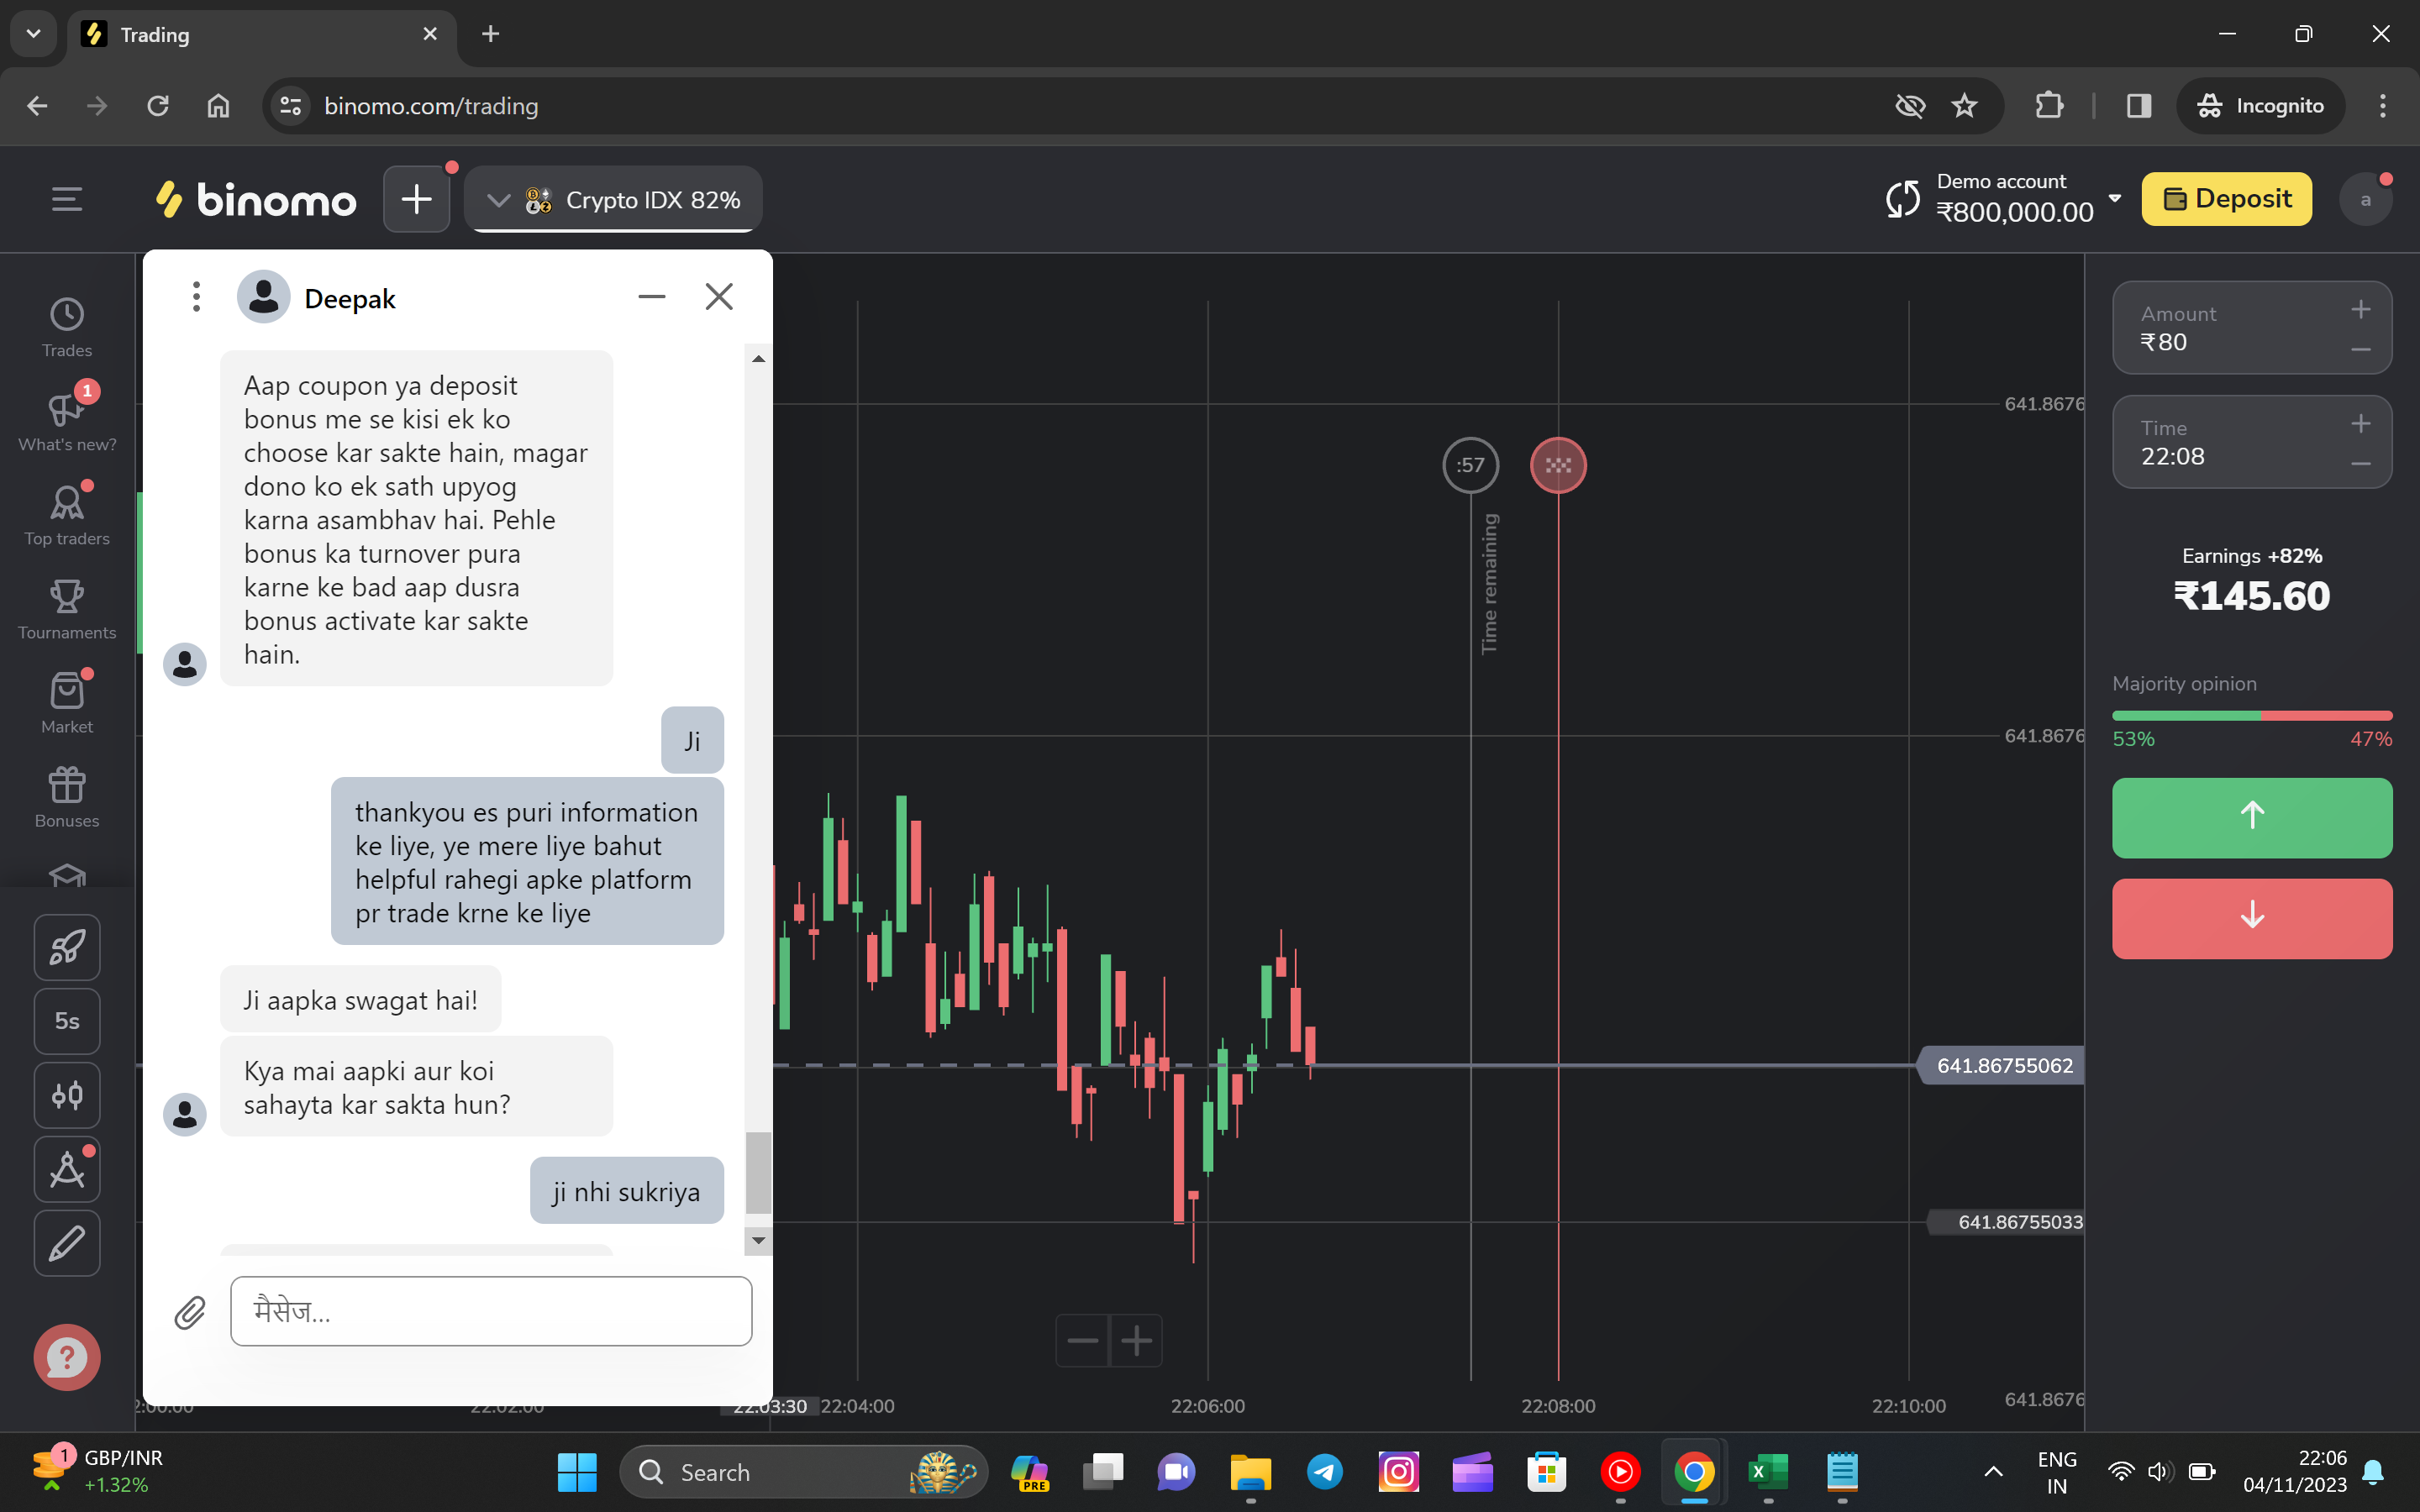 Trading
binomo.com/trading
Incognito
binomo
Crypto IDX 82%
Demo account
₹800,000.00
Deposit
a
Trades
1
What's new?
Top traders
Tournaments
Market
Bonuses
5s
?
Deepak
Aap coupon ya deposit
bonus me se kisi ek ko
choose kar sakte hain, magar
dono ko ek sath upyog
karna asambhav hai. Pehle
bonus ka turnover pura
karne ke bad aap dusra
bonus activate kar sakte
hain.
Ji
thankyou es puri information
ke liye, ye mere liye bahut
helpful rahegi apke platform
pr trade krne ke liye
Ji aapka swagat hai!
Kya mai aapki aur koi
sahayta kar sakta hun?
ji nhi sukriya
मैसेज...
:57
Time remaining
641.8676
641.8676
641.86755062
641.86755033
641.8676
22:02:00
22:03:30
22:04:00
22:06:00
22:08:00
22:10:00
Amount
₹80
Time
22:08
Earnings +82%
₹145.60
Majority opinion
53%
47%
1
GBP/INR
+1.32%
Search
PRE
ENG
IN
22:06
04/11/2023